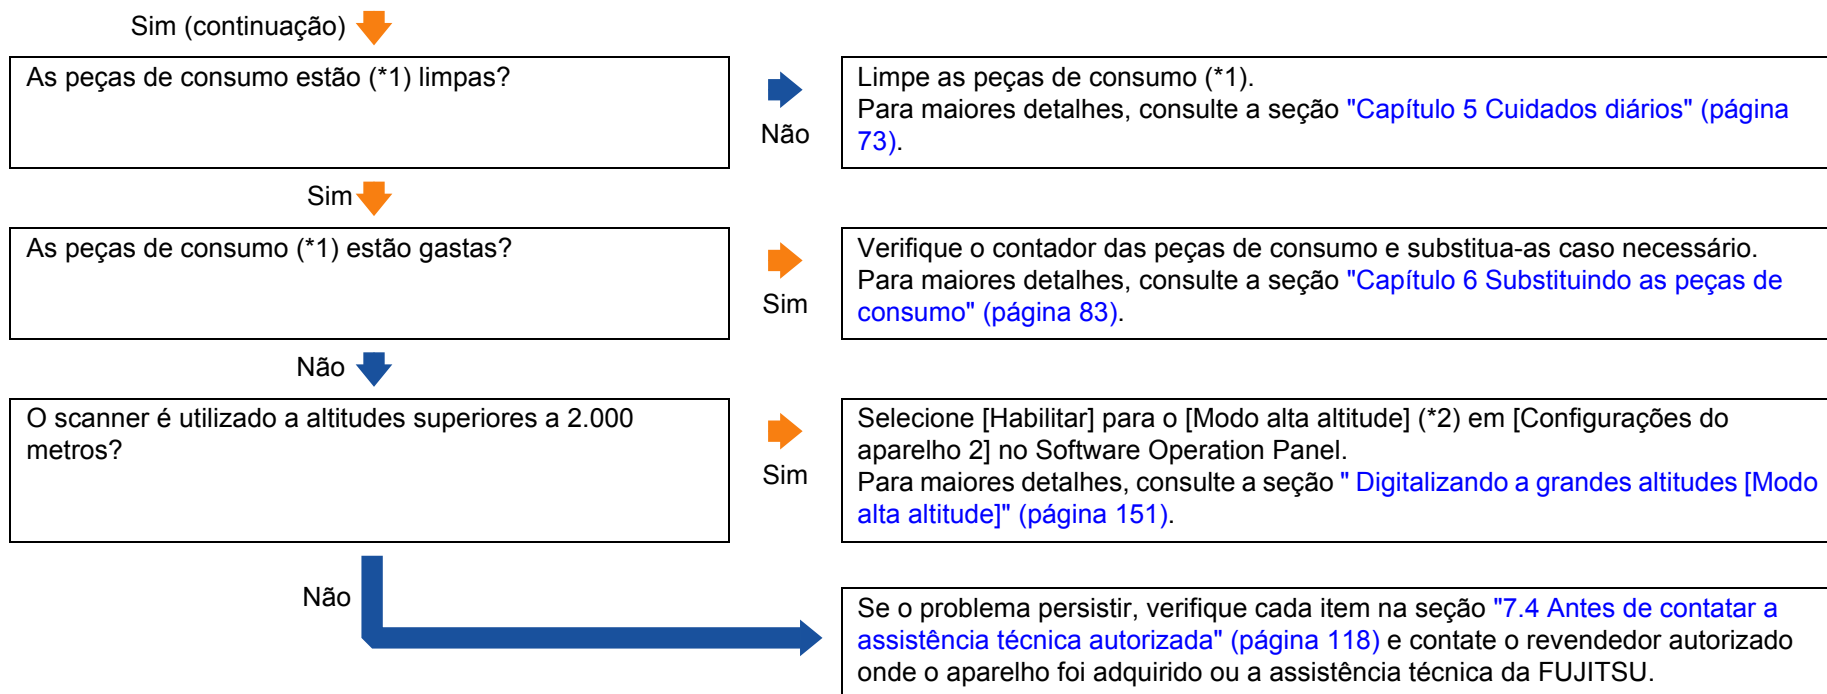 Sim (continuação)
As peças de consumo estão (*1) limpas?
Não
Limpe as peças de consumo (*1).
Para maiores detalhes, consulte a seção "Capítulo 5 Cuidados diários" (página
73).
Sim
As peças de consumo (*1) estão gastas?
Sim
Verifique o contador das peças de consumo e substitua-as caso necessário.
Para maiores detalhes, consulte a seção "Capítulo 6 Substituindo as peças de
consumo" (página 83).
Não
O scanner é utilizado a altitudes superiores a 2.000
metros?
Sim
Selecione [Habilitar] para o [Modo alta altitude] (*2) em [Configurações do
aparelho 2] no Software Operation Panel.
Para maiores detalhes, consulte a seção " Digitalizando a grandes altitudes [Modo
alta altitude]" (página 151).
Não
Se o problema persistir, verifique cada item na seção "7.4 Antes de contatar a
assistência técnica autorizada" (página 118) e contate o revendedor autorizado
onde o aparelho foi adquirido ou a assistência técnica da FUJITSU.